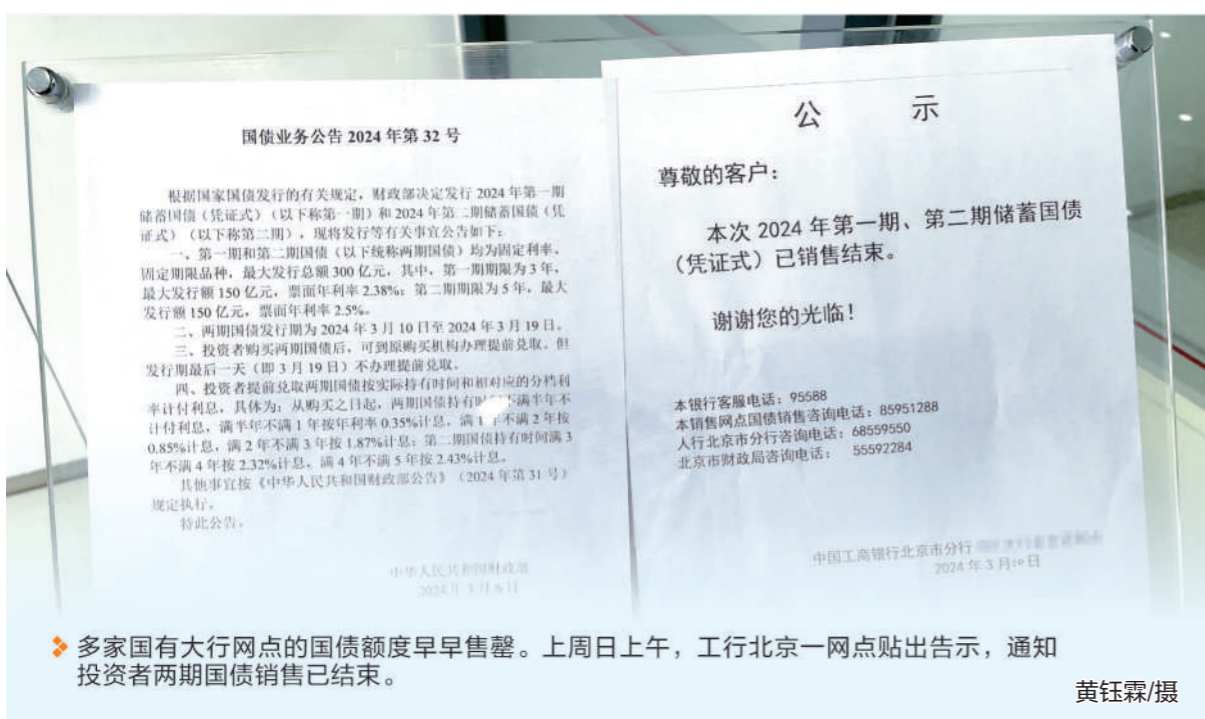 国债业务公告 2024 年第 32 号
根据国家国债发行的有关规定，财政部决定发行 2024 年第一期
储蓄国债（凭证式）（以下称第一期）和 2024 年第二期储蓄国债（凭
证式）（以下称第二期），现将发行等有关事宜公告如下：
一、第一期和第二期国债（以下统称两期国债）均为固定利率、
固定期限品种，最大发行总额 300 亿元，其中，第一期期限为 3 年，
最大发行额 150 亿元，票面年利率 2.38%；第二期期限为 5 年，最大
发行额 150 亿元，票面年利率 2.5%。
二、两期国债发行期为 2024 年 3 月 10 日至 2024 年 3 月 19 日。
三、投资者购买两期国债后，可到原购买机构办理提前兑取。但
发行期最后一天（即 3 月 19 日）不办理提前兑取。
四、投资者提前兑取两期国债按实际持有时间和相对应的分档利
率计付利息，具体为：从购买之日起，两期国债持有时 不满半年不
计付利息，满半年不满 1 年按年利率 0.35%计息，满 1 不满 2 年按
0.85%计息，满 2 年不满 3 年按 1.87%计息；第二期国债持有时间满 3
年不满 4 年按 2.32%计息，满 4 年不满 5 年按 2.43%计息。
其他事宜按《中华人民共和国财政部公告》（2024 年第 31 号）
规定执行。
特此公告。
中华人民共和国财政部
2024 年 3 月 6 日
公 示
尊敬的客户：
本次 2024 年第一期、第二期储蓄国债
（凭证式）已销售结束。
谢谢您的光临！
本银行客服电话：95588
本销售网点国债销售咨询电话：85951288
人行北京市分行咨询电话：68559550
北京市财政局咨询电话： 55592284
中国工商银行北京市分行
2024 年 3 月10日
多家国有大行网点的国债额度早早售罄。上周日上午，工行北京一网点贴出告示，通知
投资者两期国债销售已结束。
黄钰霖/摄